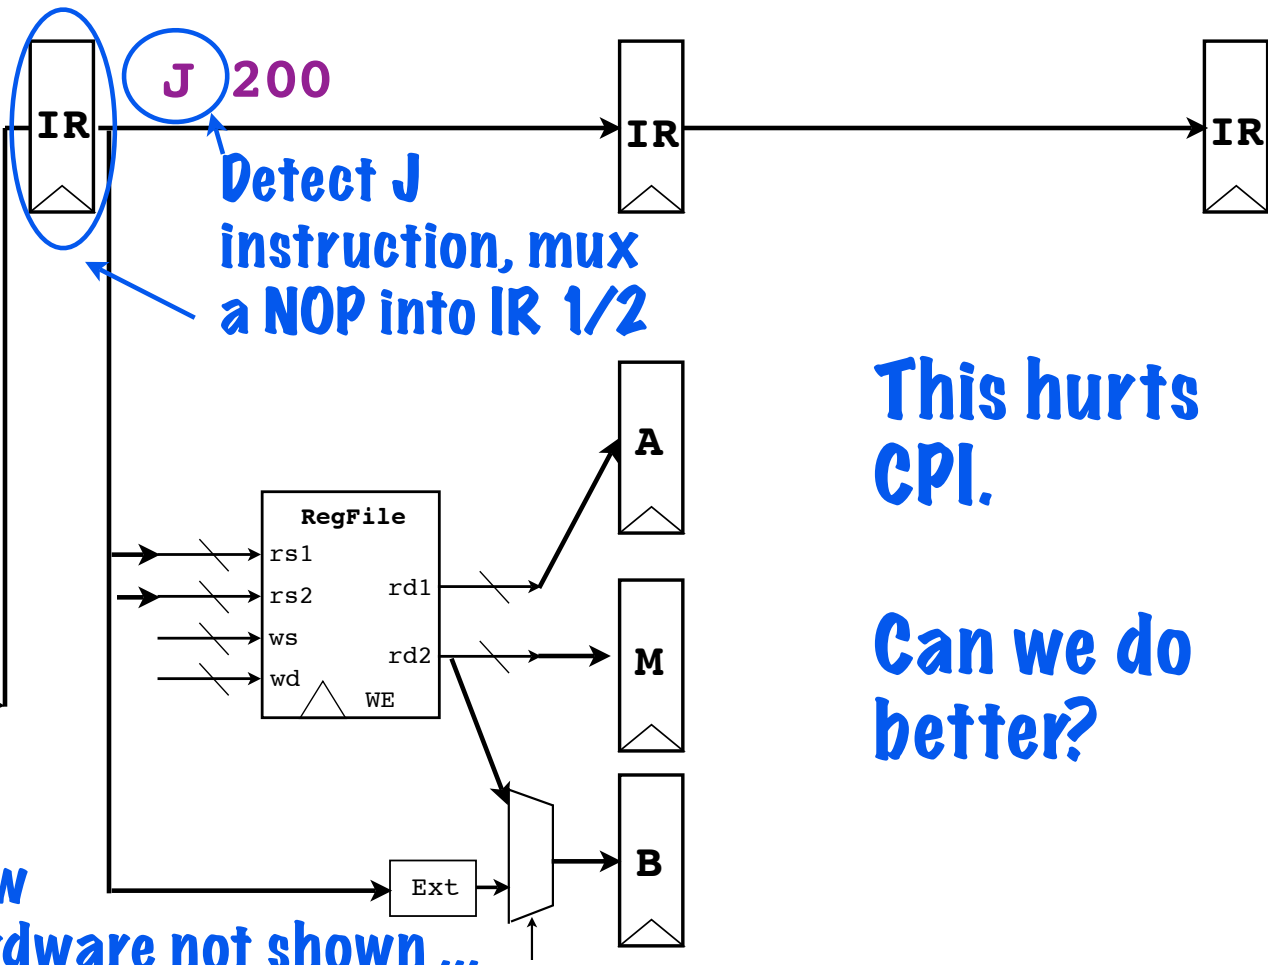 J 200
IR
IR
IR
Detect J
instruction, mux
a NOP into IR 1/2
This hurts
CPI.
A
RegFile
rs1
rd1
rs2
Can we do
ws
rd2
M
wd
WE
better?
B
Ext
not shown ...